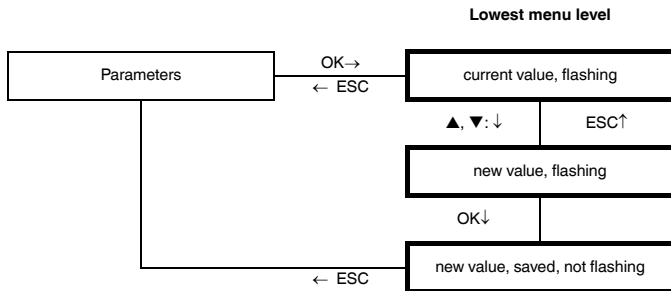 Lowest menu level
Parameters
OK→
← ESC
current value, flashing
▲, ▼: ↓
ESC↑
new value, flashing
OK↓
← ESC
new value, saved, not flashing